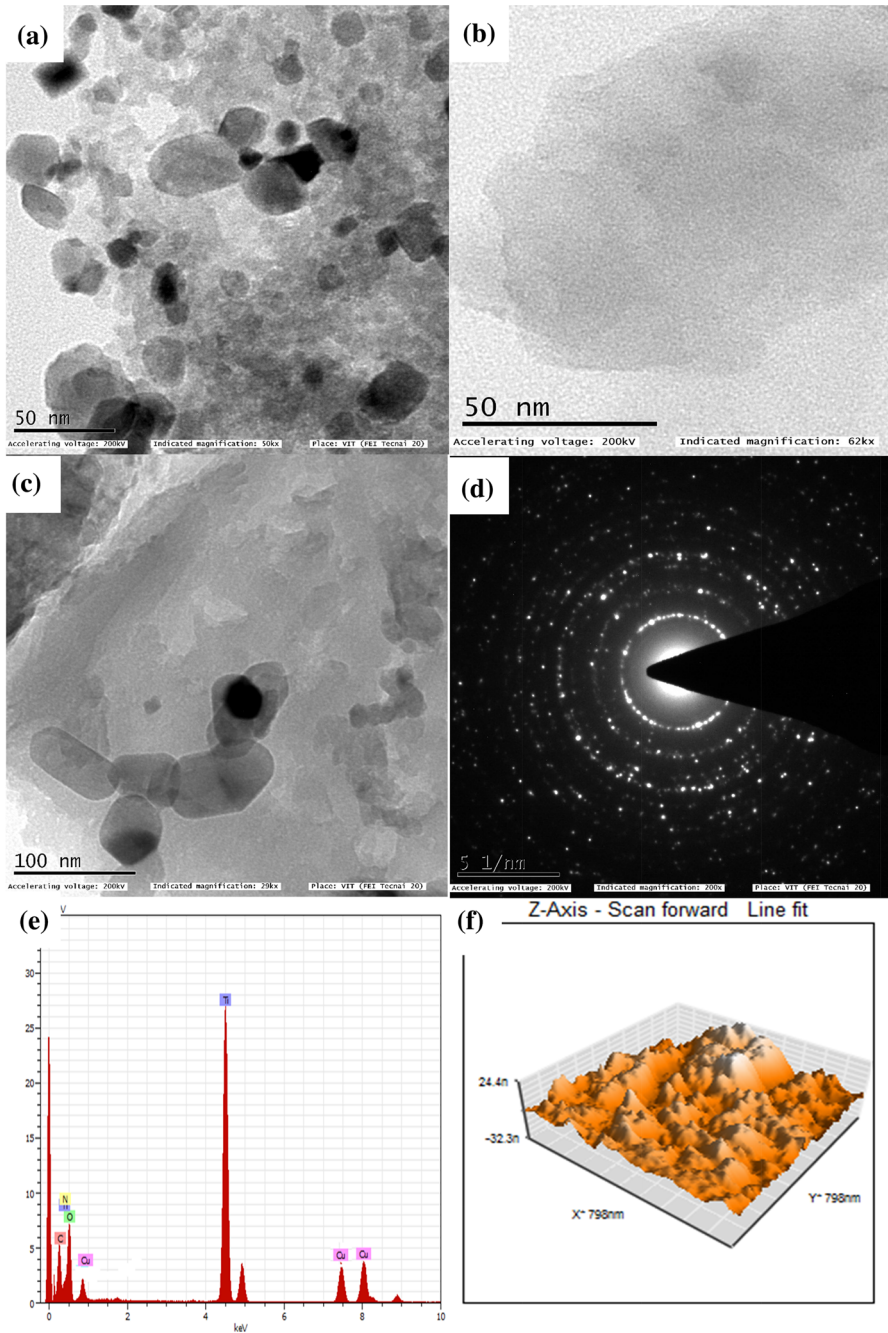 (a)
50 nm
Accelerating voltage: 200kV Indicated magnification: 50kx Place: VIT (FEI Tecnai 20)
(b)
50 nm
Accelerating voltage: 200kV Indicated magnification: 62kx
(c)
100 nm
Accelerating voltage: 200kV Indicated magnification: 29kx Place: VIT (FEI Tecnai 20)
(d)
5 1/nm
Accelerating voltage: 200kV Indicated magnification: 200x Place: VIT (FEI Tecnai 20)
(e)
30
25
20
15
10
5
0
Ti
N
O
C
Cu
Cu
Cu
0 2 4 6 8 10
keV
(f)
Z-Axis - Scan forward Line fit
24.4n
-32.3n
X* 798nm
Y* 798nm